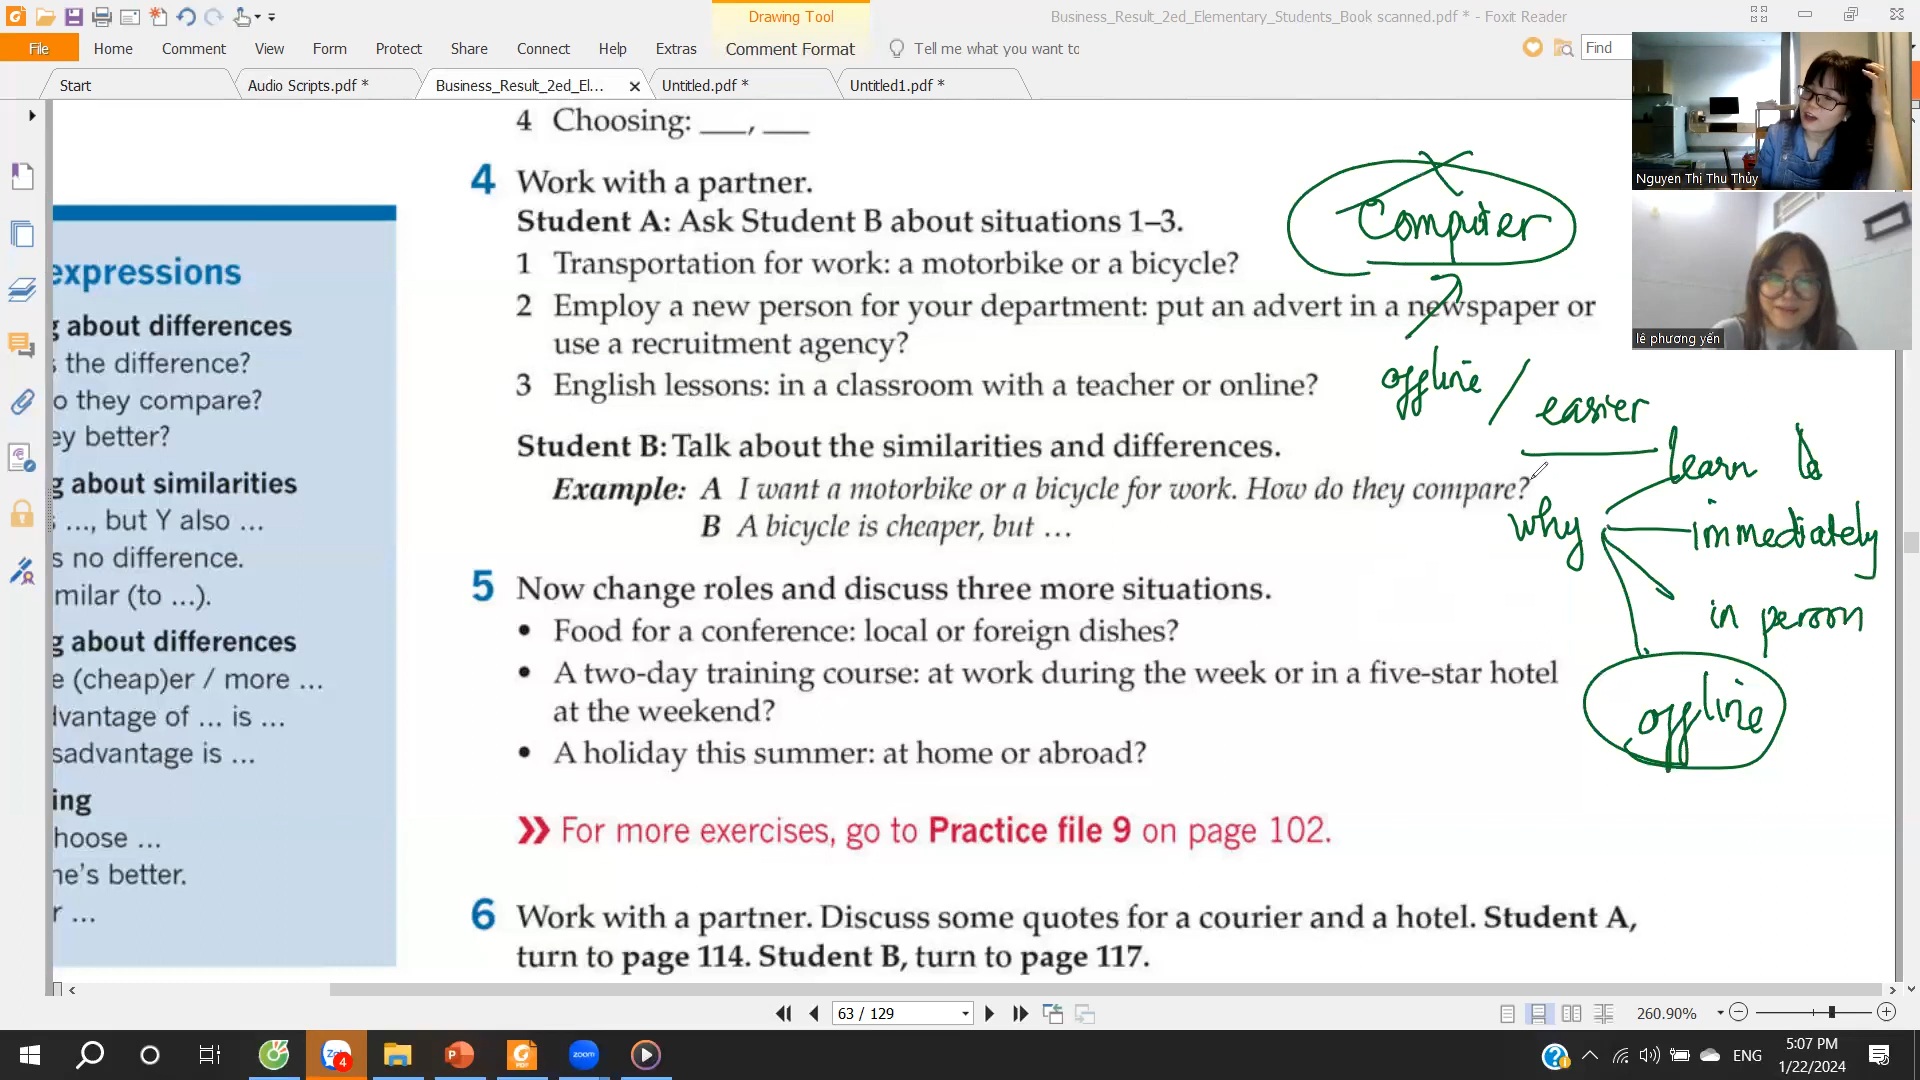 Drawing Tool
Business_Result_2ed_Elementary_Students_Book scanned.pdf * - Foxit Reader
File Home Comment View Form Protect Share Connect Help Extras Comment Format Tell me what you want to Find
Start Audio Scripts.pdf * Business_Result_2ed_El... Untitled.pdf * Untitled1.pdf *
4 Choosing: ___, ___
4 Work with a partner.
Student A: Ask Student B about situations 1–3.
1 Transportation for work: a motorbike or a bicycle?
2 Employ a new person for your department: put an advert in a newspaper or
use a recruitment agency?
3 English lessons: in a classroom with a teacher or online?
Student B: Talk about the similarities and differences.
Example: A I want a motorbike or a bicycle for work. How do they compare?
B A bicycle is cheaper, but …
5 Now change roles and discuss three more situations.
• Food for a conference: local or foreign dishes?
• A two-day training course: at work during the week or in a five-star hotel
at the weekend?
• A holiday this summer: at home or abroad?
For more exercises, go to Practice file 9 on page 102.
6 Work with a partner. Discuss some quotes for a courier and a hotel. Student A,
turn to page 114. Student B, turn to page 117.
expressions
g about differences
the difference?
o they compare?
ey better?
g about similarities
…, but Y also …
s no difference.
milar (to …).
g about differences
e (cheap)er / more …
lvantage of … is …
sadvantage is …
ing
hoose …
ne's better.
r …
Computer
offline / easier
learn
why
immediately
in person
offline
Nguyen Thị Thu Thủy
lê phương yến
63 / 129
260.90%
zoom
4
ENG
5:07 PM
1/22/2024